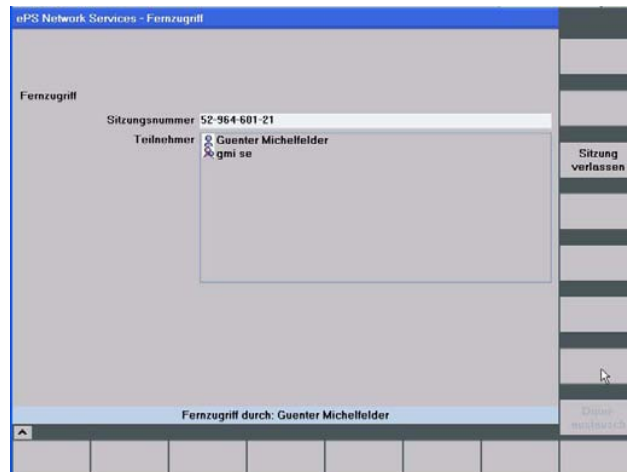 ePS Network Services - Fernzugriff
Fernzugriff
Sitzungsnummer 52-964-601-21
Teilnehmer Guenter Michelfelder
gmi se
Sitzung
verlassen
Fernzugriff durch: Guenter Michelfelder
austausch